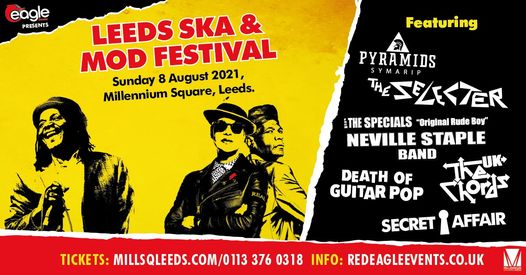 eagle
PRESENTS
LEEDS SKA &
MOD FESTIVAL
Sunday 8 August 2021,
Millennium Square, Leeds.
Featuring
PYRAMIDS
SYMARIP
THE SELECTER
THE SPECIALS "Original Rude Boy"
NEVILLE STAPLE
BAND
DEATH OF
GUITAR POP
The Chords UK
SECRET AFFAIR
TICKETS: MILLSQLEEDS.COM/0113 376 0318 INFO: REDEAGLEEVENTS.CO.UK